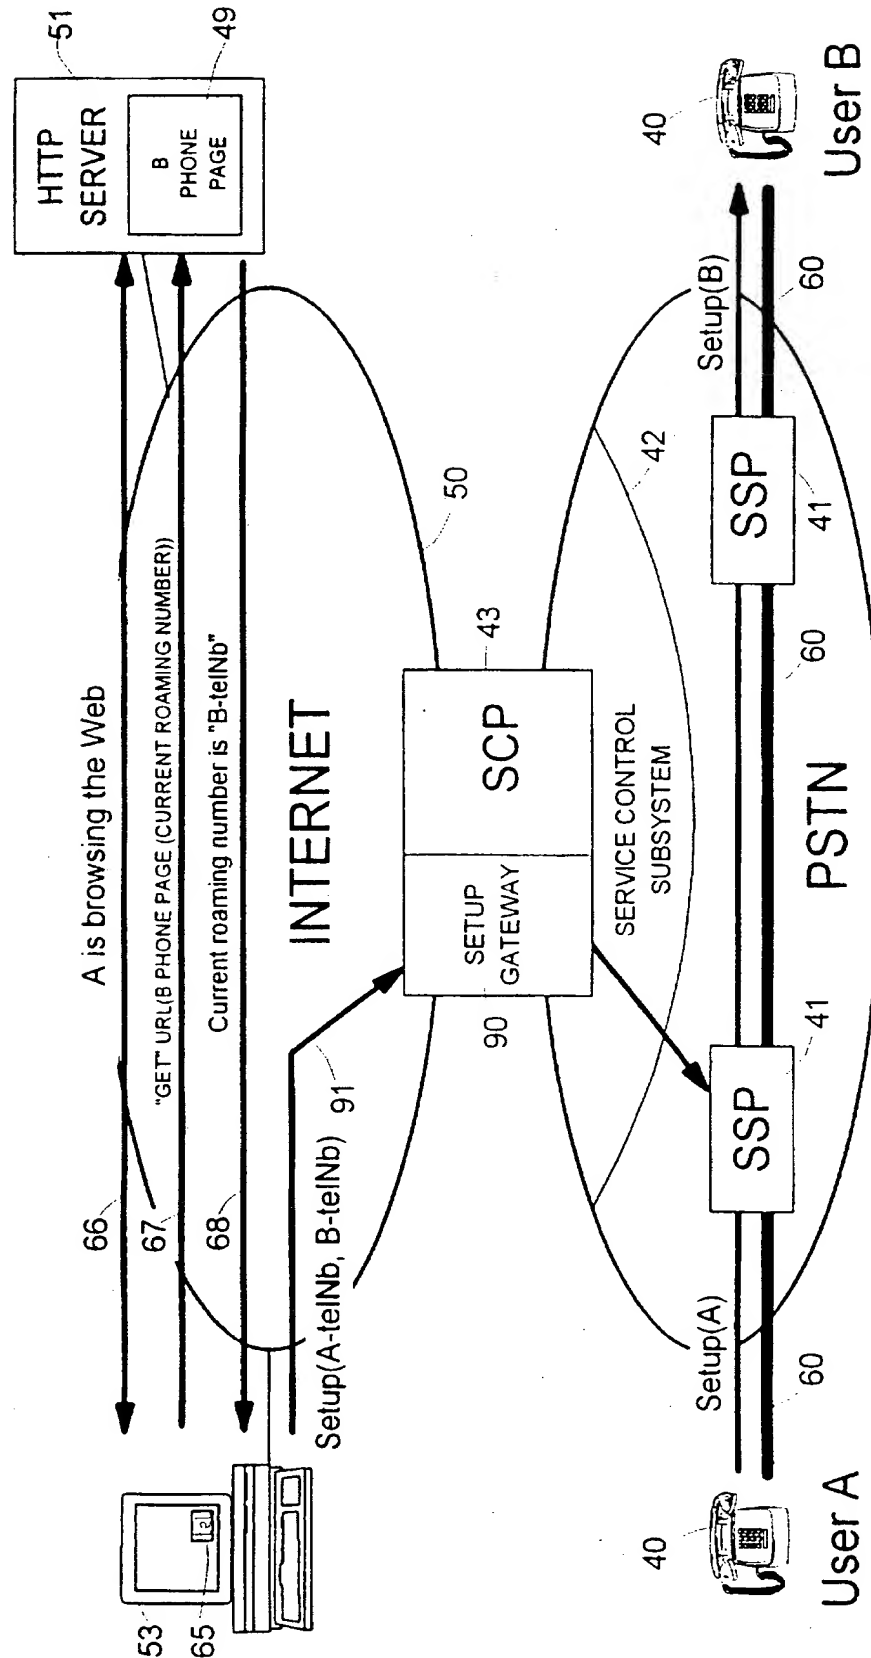 A is browsing the Web
66
"GET" URL(B PHONE PAGE (CURRENT ROAMING NUMBER))
67
Current roaming number is "B-telNb"
68
HTTP
SERVER
51
B
PHONE
PAGE
49
53
65
INTERNET
50
Setup(A-telNb, B-telNb)
91
SETUP
GATEWAY
90
SCP
43
SERVICE CONTROL
SUBSYSTEM
42
Setup(A)
SSP
41
SSP
41
Setup(B)
60
60
60
PSTN
40
User A
40
User B